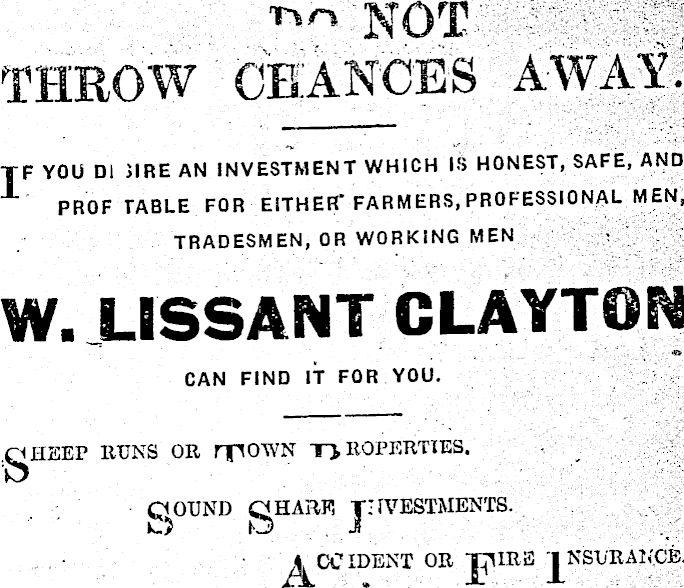 DO NOT
THROW CHANCES AWAY.
IF YOU DESIRE AN INVESTMENT WHICH IS HONEST, SAFE, AND
PROFITABLE FOR EITHER FARMERS, PROFESSIONAL MEN,
TRADESMEN, OR WORKING MEN
W. LISSANT CLAYTON
CAN FIND IT FOR YOU.
SHEEP RUNS OR TOWN PROPERTIES.
SOUND SHARE INVESTMENTS.
ACCIDENT OR FIRE INSURANCE.